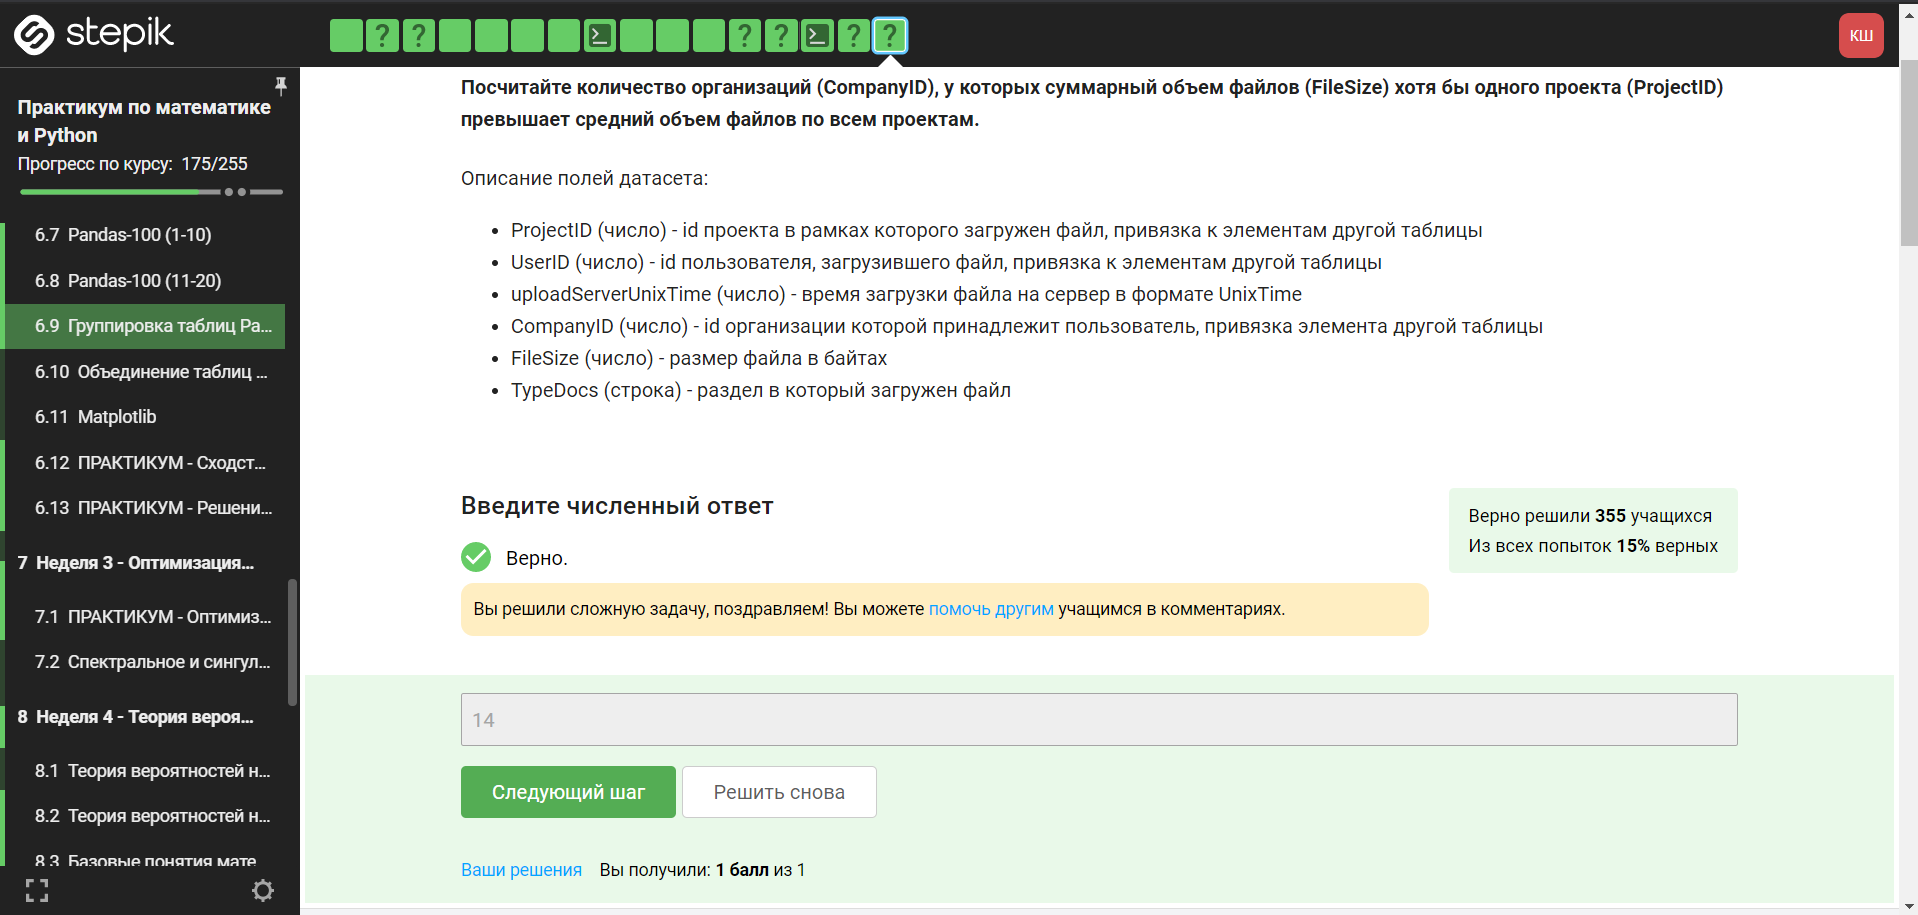 stepik
КШ
Практикум по математике
и Python
Прогресс по курсу: 175/255
6.7 Pandas-100 (1-10)
6.8 Pandas-100 (11-20)
6.9 Группировка таблиц Pa...
6.10 Объединение таблиц ...
6.11 Matplotlib
6.12 ПРАКТИКУМ - Сходст...
6.13 ПРАКТИКУМ - Решени...
7 Неделя 3 - Оптимизация...
7.1 ПРАКТИКУМ - Оптимиз...
7.2 Спектральное и сингул...
8 Неделя 4 - Теория вероя...
8.1 Теория вероятностей н...
8.2 Теория вероятностей н...
8.3 Базовые понятия мате
Посчитайте количество организаций (CompanyID), у которых суммарный объем файлов (FileSize) хотя бы одного проекта (ProjectID)
превышает средний объем файлов по всем проектам.
Описание полей датасета:
• ProjectID (число) - id проекта в рамках которого загружен файл, привязка к элементам другой таблицы
• UserID (число) - id пользователя, загрузившего файл, привязка к элементам другой таблицы
• uploadServerUnixTime (число) - время загрузки файла на сервер в формате UnixTime
• CompanyID (число) - id организации которой принадлежит пользователь, привязка элемента другой таблицы
• FileSize (число) - размер файла в байтах
• TypeDocs (строка) - раздел в который загружен файл
Введите численный ответ
Верно решили 355 учащихся
Из всех попыток 15% верных
Верно.
Вы решили сложную задачу, поздравляем! Вы можете помочь другим учащимся в комментариях.
14
Следующий шаг
Решить снова
Ваши решения Вы получили: 1 балл из 1